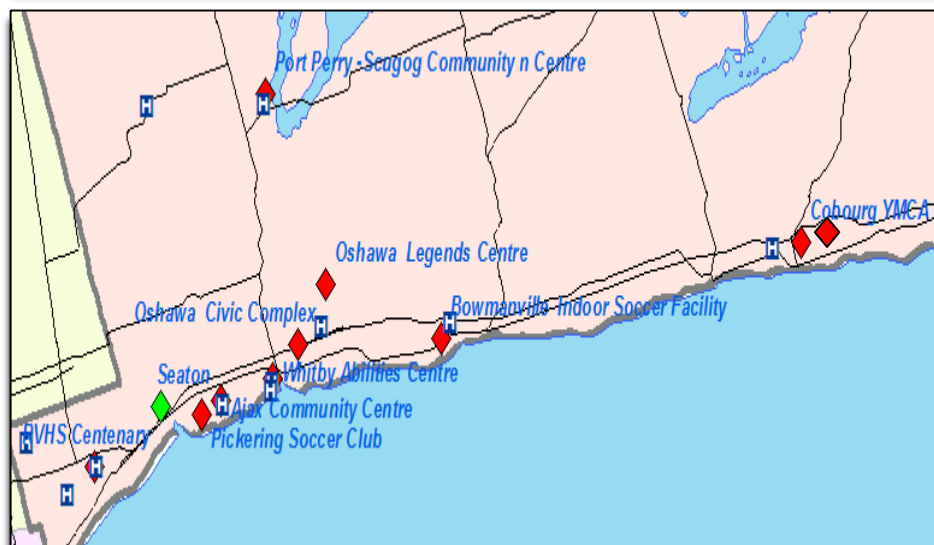 Port Perry -Scugog Community n Centre
H
H
Cobourg YMCA
H
Oshawa Legends Centre
Bowmanville Indoor Soccer Facility
H
Oshawa Civic Complex
H
Whitby Abilities Centre
H
Seaton
Ajax Community Centre
H
Pickering Soccer Club
RVHS Centenary
H
H
H